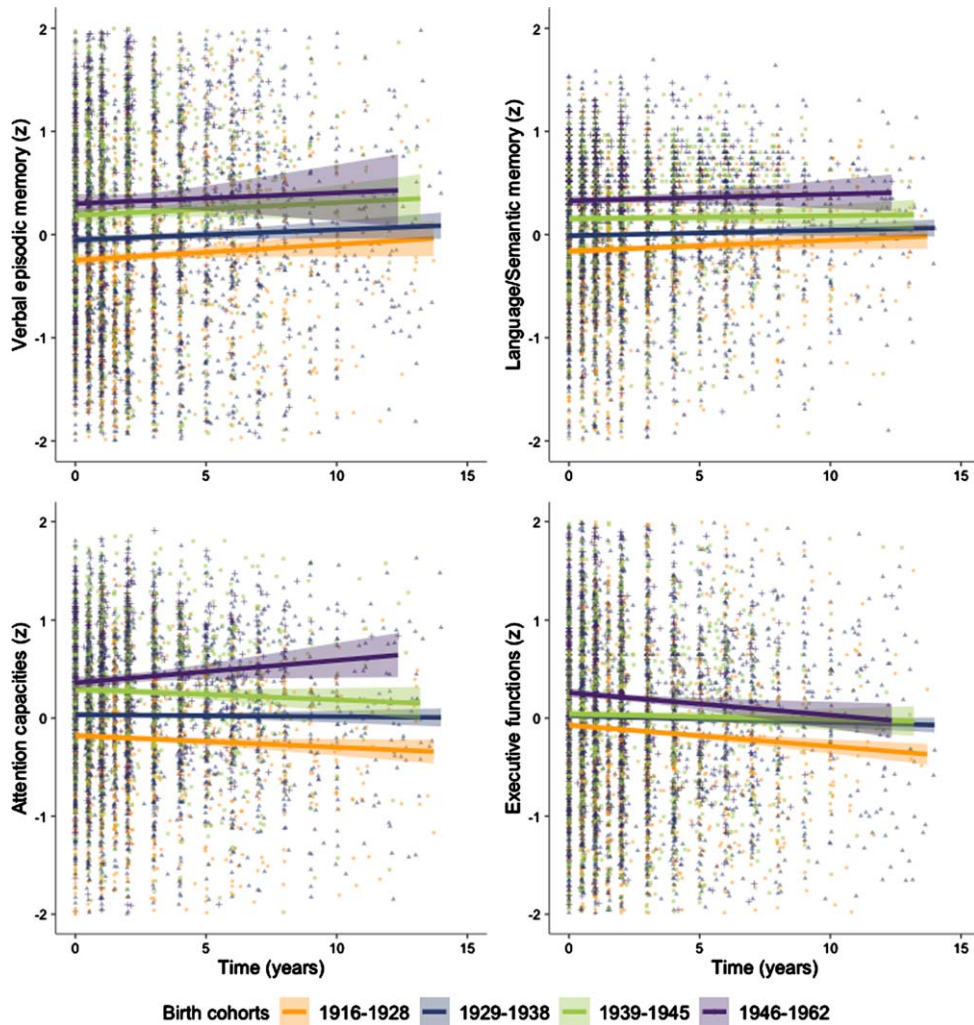 Verbal episodic memory (z)
2
1
0
-1
-2
0 5 10 15
Language/Semantic memory (z)
2
1
0
-1
-2
0 5 10 15
Attention capacities (z)
2
1
0
-1
-2
0 5 10 15
Time (years)
Executive functions (z)
2
1
0
-1
-2
0 5 10 15
Time (years)
Birth cohorts 1916-1928 1929-1938 1939-1945 1946-1962